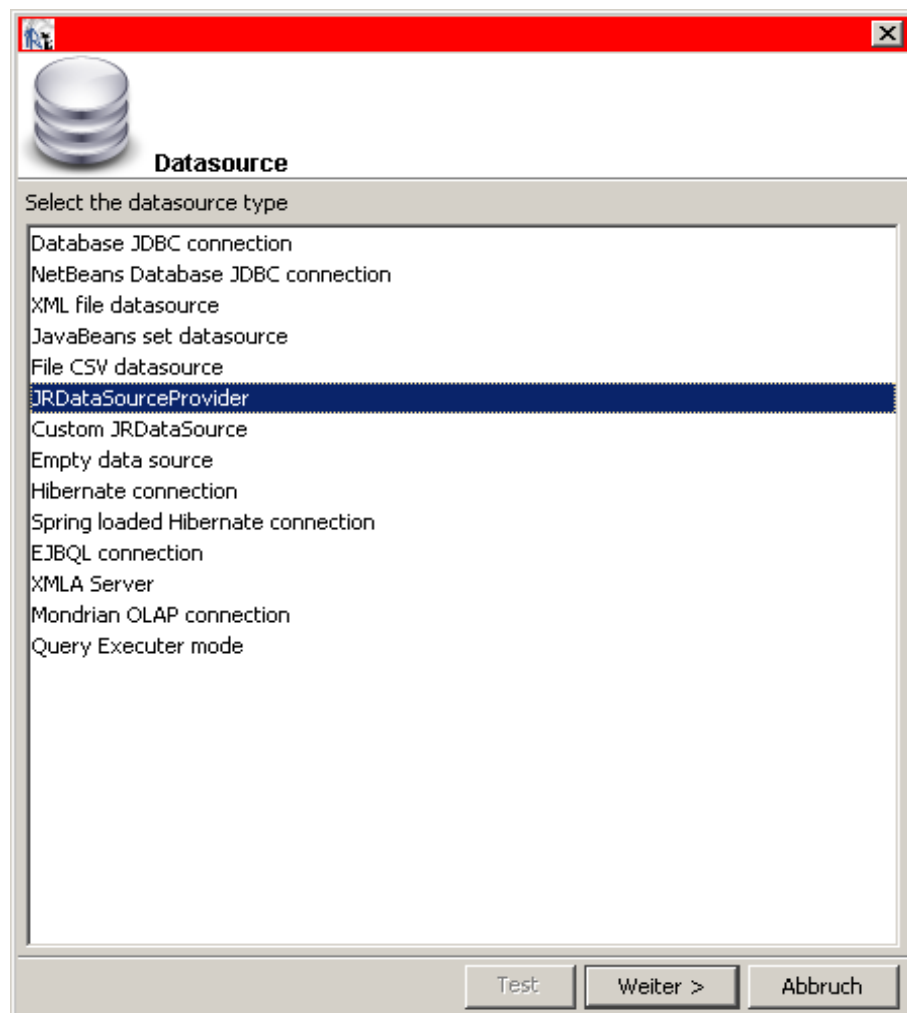 Datasource
Select the datasource type
Database JDBC connection
NetBeans Database JDBC connection
XML file datasource
JavaBeans set datasource
File CSV datasource
JRDataSourceProvider
Custom JRDataSource
Empty data source
Hibernate connection
Spring loaded Hibernate connection
EJBQL connection
XMLA Server
Mondrian OLAP connection
Query Executer mode
Test Weiter > Abbruch